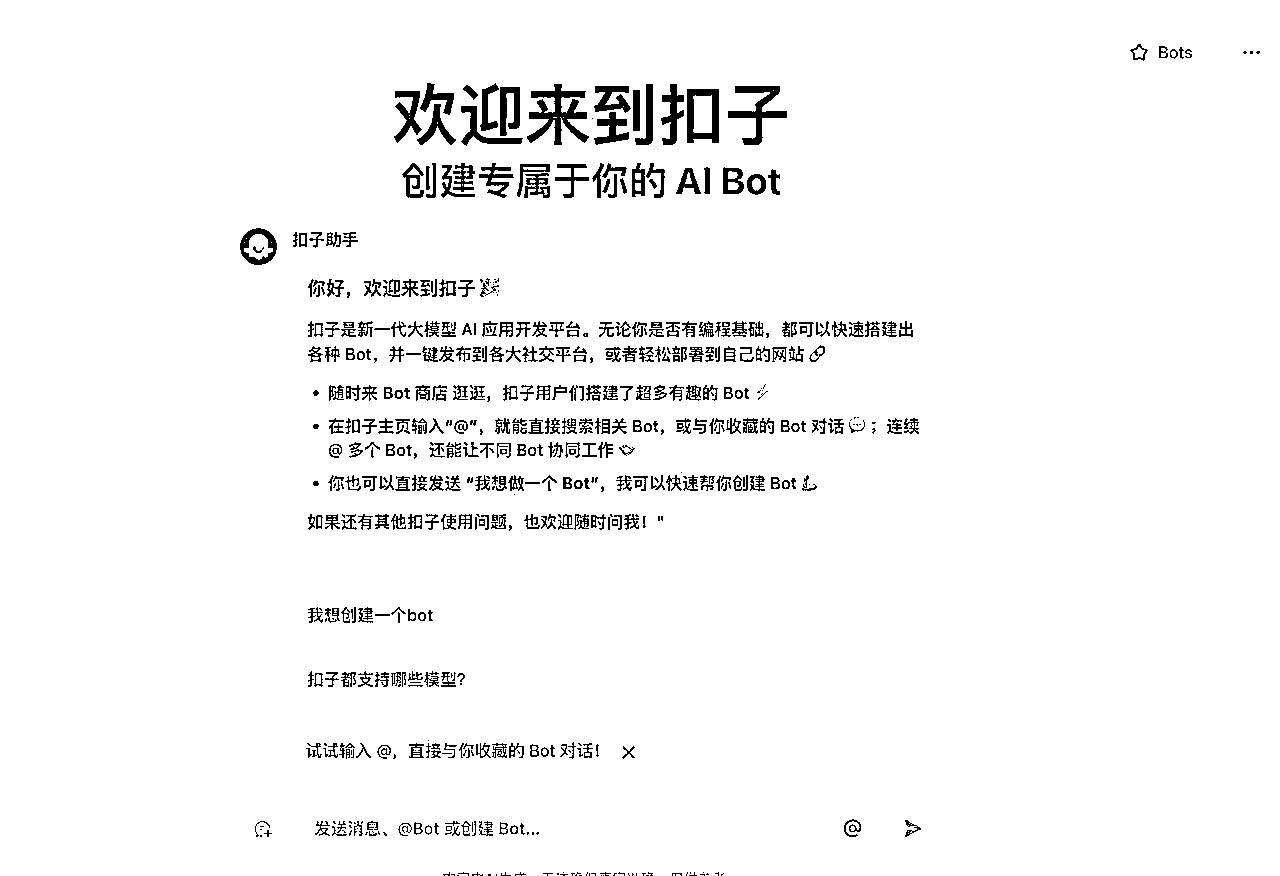 Bots
欢迎来到扣子
创建专属于你的 AI Bot
扣子助手
你好，欢迎来到扣子
扣子是新一代大模型 AI 应用开发平台。无论你是否有编程基础，都可以快速搭建出
各种 Bot，并一键发布到各大社交平台，或者轻松部署到自己的网站
• 随时来 Bot 商店 逛逛，扣子用户们搭建了超多有趣的 Bot
• 在扣子主页输入“@”，就能直接搜索相关 Bot，或与你收藏的 Bot 对话；连续
@ 多个 Bot，还能让不同 Bot 协同工作
• 你也可以直接发送 “我想做一个 Bot”，我可以快速帮你创建 Bot
如果还有其他扣子使用问题，也欢迎随时问我！"
我想创建一个bot
扣子都支持哪些模型?
试试输入 @，直接与你收藏的 Bot 对话！
发送消息、@Bot 或创建 Bot...